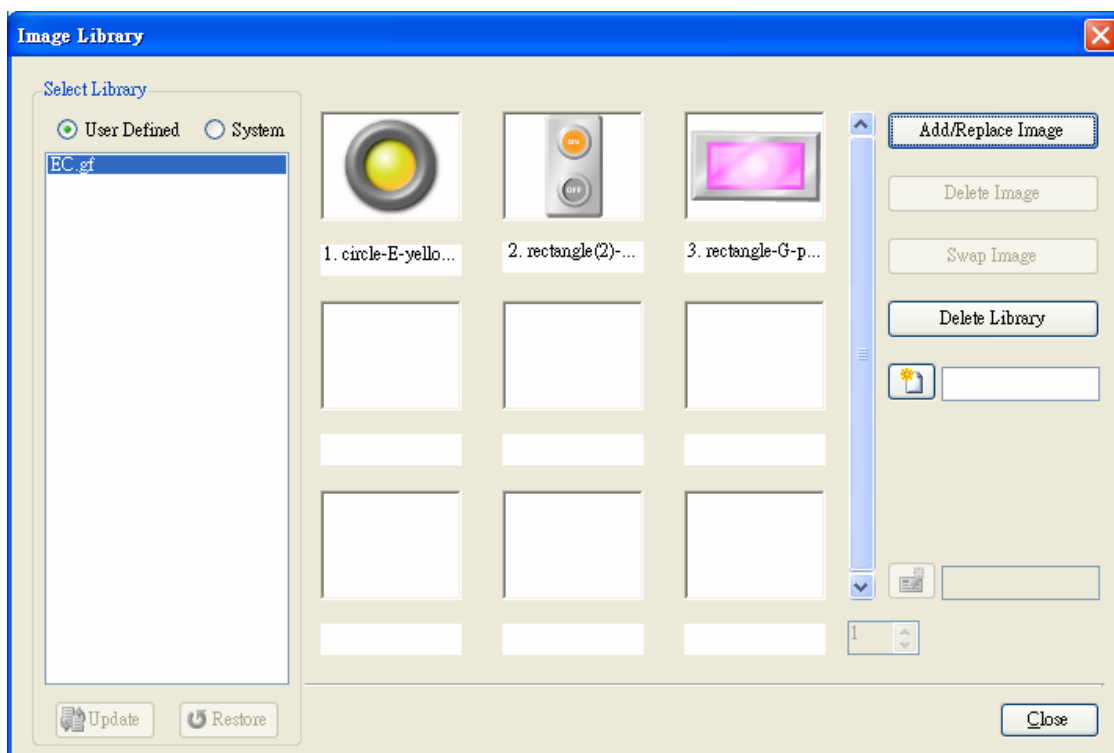 Image Library
Select Library
User Defined System
EC.gf
ON
OFF
1. circle-E-yello...
2. rectangle(2)-...
3. rectangle-G-p...
Add/Replace Image
Delete Image
Swap Image
Delete Library
1
Update Restore
Close